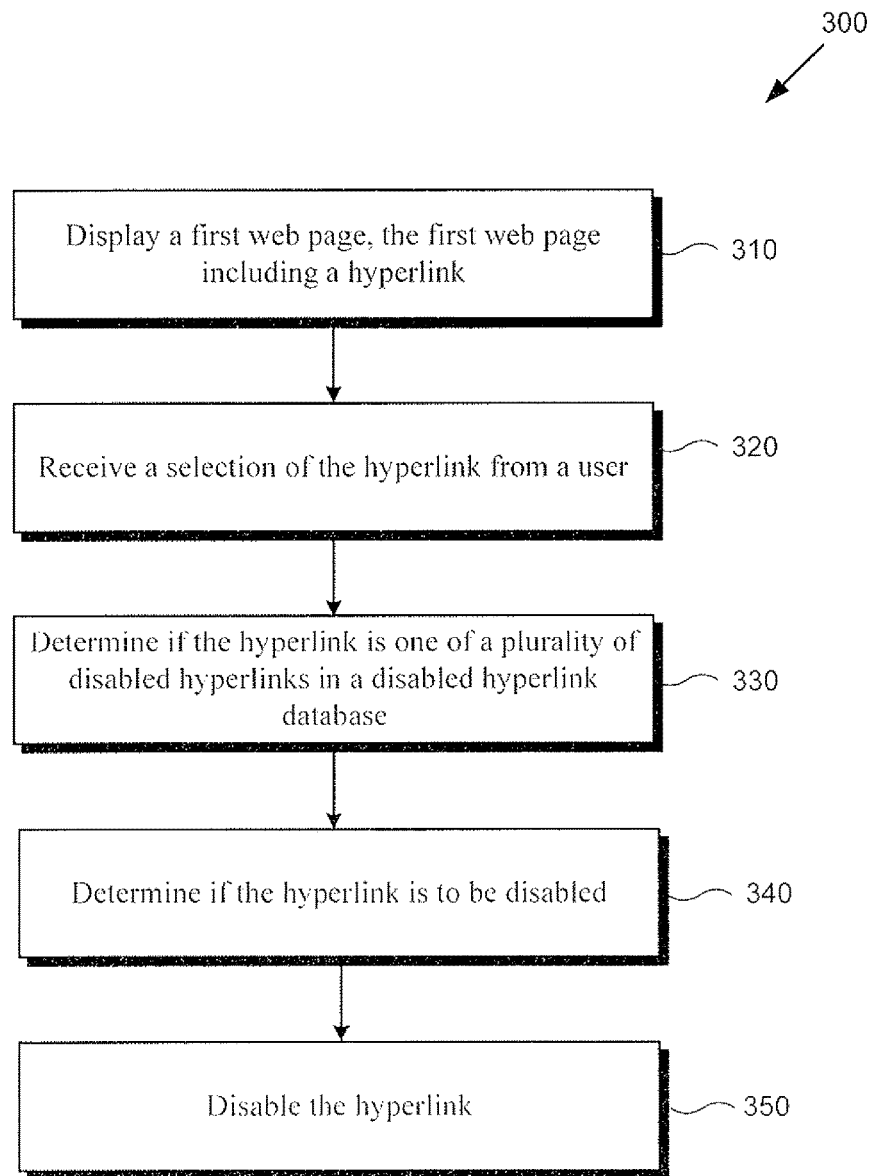 300
Display a first web page, the first web page
including a hyperlink
310
Receive a selection of the hyperlink from a user
320
Determine if the hyperlink is one of a plurality of
disabled hyperlinks in a disabled hyperlink
database
330
Determine if the hyperlink is to be disabled
340
Disable the hyperlink
350